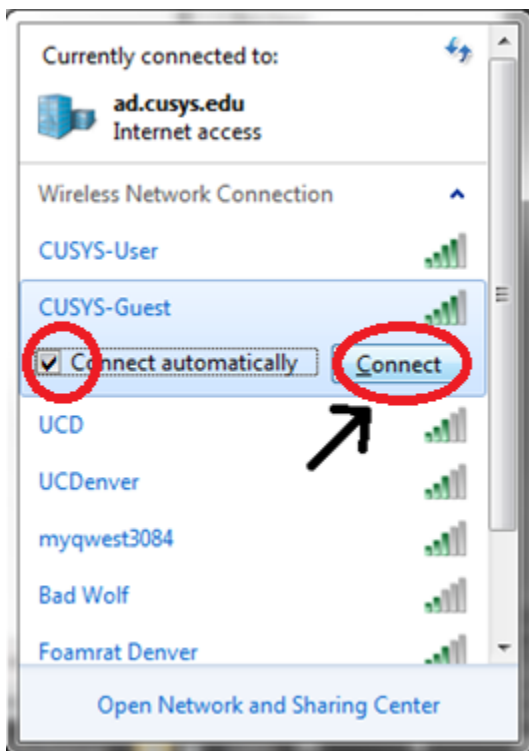 Currently connected to:
ad.cusys.edu
Internet access
Wireless Network Connection
CUSYS-User
CUSYS-Guest
Connect automatically Connect
UCD
UCDenver
myqwest3084
Bad Wolf
Foamrat Denver
Open Network and Sharing Center